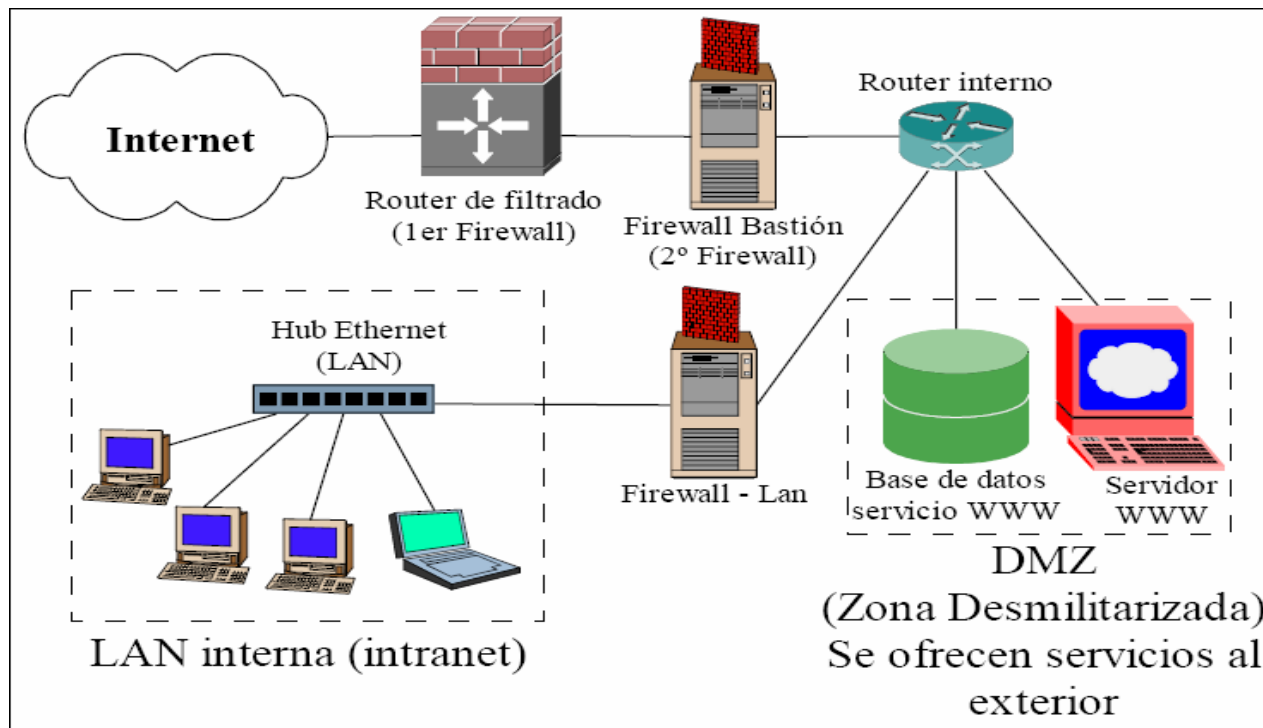 Internet
Router de filtrado
(1er Firewall)
Firewall Bastión
(2º Firewall)
Router interno
Hub Ethernet
(LAN)
Firewall - Lan
Base de datos
servicio WWW
Servidor
WWW
LAN interna (intranet)
DMZ
(Zona Desmilitarizada)
Se ofrecen servicios al
exterior